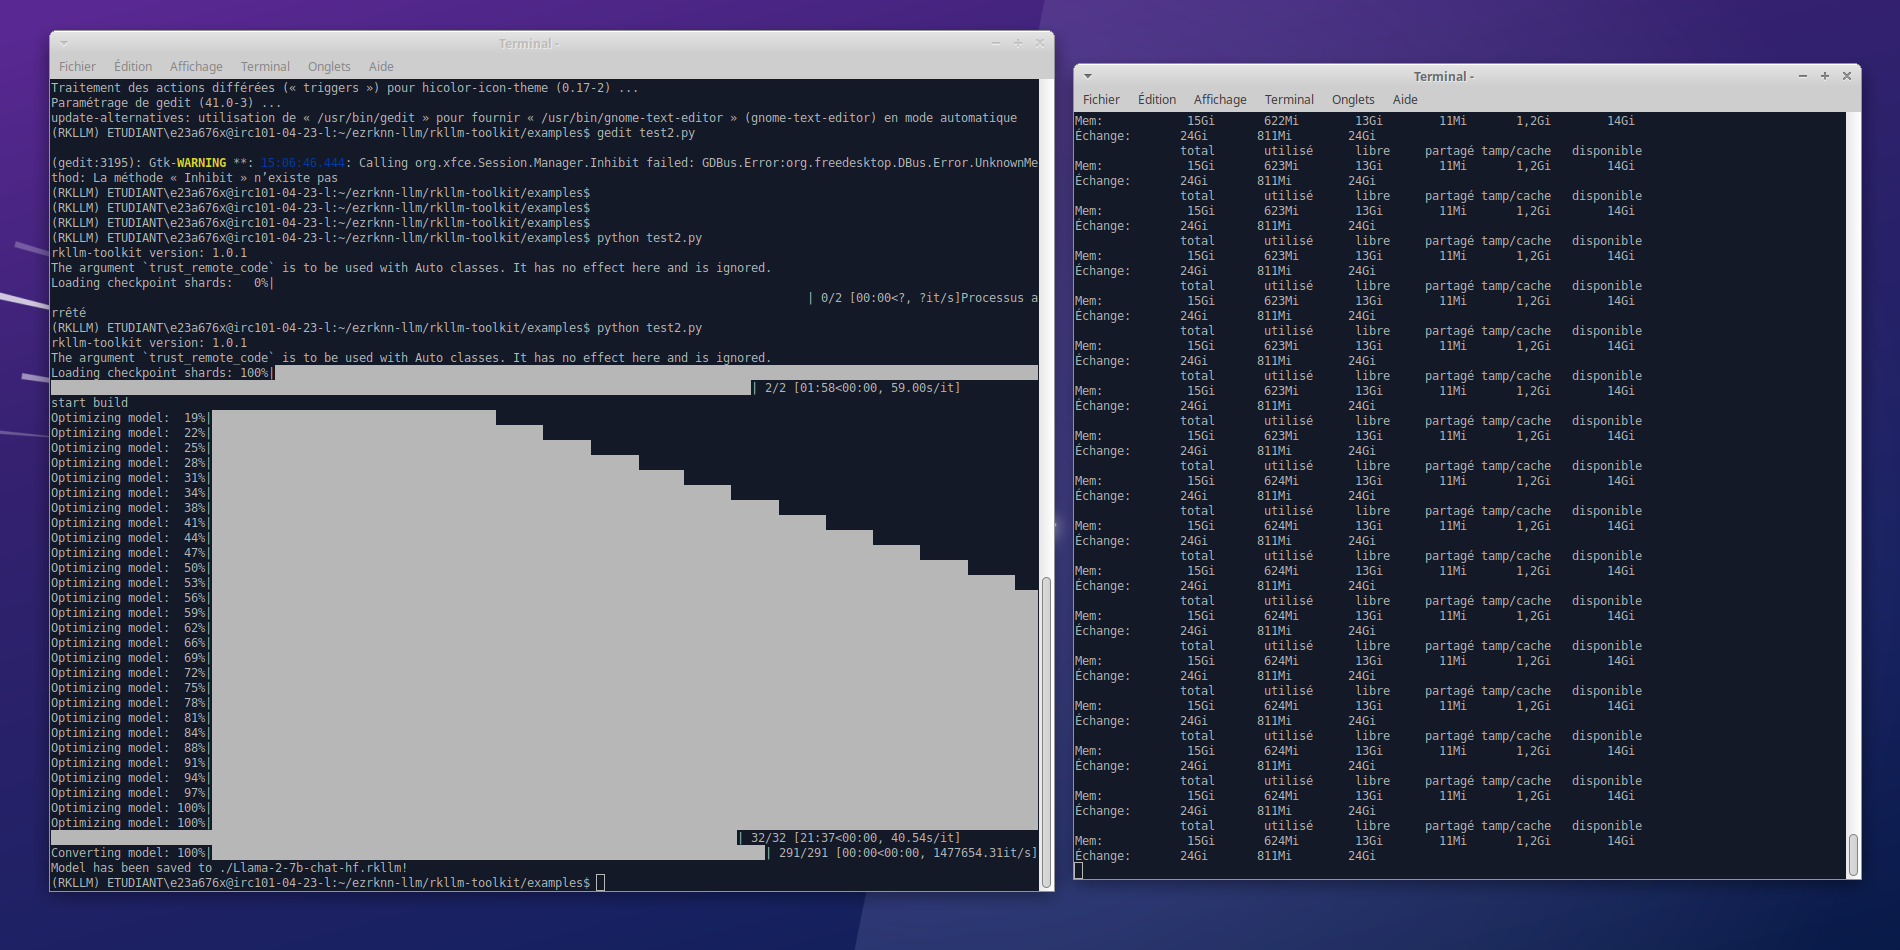 Terminal -
Fichier Édition Affichage Terminal Onglets Aide
Traitement des actions différées (« triggers ») pour hicolor-icon-theme (0.17-2) ...
Paramétrage de gedit (41.0-3) ...
update-alternatives: utilisation de « /usr/bin/gedit » pour fournir « /usr/bin/gnome-text-editor » (gnome-text-editor) en mode automatique
(RKLLM) ETUDIANT\e23a676x@irc101-04-23-l:~/ezrknn-llm/rkllm-toolkit/examples$ gedit test2.py
(gedit:3195): Gtk-WARNING **: 15:06:46.444: Calling org.xfce.Session.Manager.Inhibit failed: GDBus.Error:org.freedesktop.DBus.Error.UnknownMe
thod: La méthode « Inhibit » n’existe pas
(RKLLM) ETUDIANT\e23a676x@irc101-04-23-l:~/ezrknn-llm/rkllm-toolkit/examples$
(RKLLM) ETUDIANT\e23a676x@irc101-04-23-l:~/ezrknn-llm/rkllm-toolkit/examples$
(RKLLM) ETUDIANT\e23a676x@irc101-04-23-l:~/ezrknn-llm/rkllm-toolkit/examples$
(RKLLM) ETUDIANT\e23a676x@irc101-04-23-l:~/ezrknn-llm/rkllm-toolkit/examples$ python test2.py
rkllm-toolkit version: 1.0.1
The argument `trust_remote_code` is to be used with Auto classes. It has no effect here and is ignored.
Loading checkpoint shards:   0%|
| 0/2 [00:00<?, ?it/s]Processus a
rrêté
(RKLLM) ETUDIANT\e23a676x@irc101-04-23-l:~/ezrknn-llm/rkllm-toolkit/examples$ python test2.py
rkllm-toolkit version: 1.0.1
The argument `trust_remote_code` is to be used with Auto classes. It has no effect here and is ignored.
Loading checkpoint shards: 100%|
| 2/2 [01:58<00:00, 59.00s/it]
start build
Optimizing model:  19%|
Optimizing model:  22%|
Optimizing model:  25%|
Optimizing model:  28%|
Optimizing model:  31%|
Optimizing model:  34%|
Optimizing model:  38%|
Optimizing model:  41%|
Optimizing model:  44%|
Optimizing model:  47%|
Optimizing model:  50%|
Optimizing model:  53%|
Optimizing model:  56%|
Optimizing model:  59%|
Optimizing model:  62%|
Optimizing model:  66%|
Optimizing model:  69%|
Optimizing model:  72%|
Optimizing model:  75%|
Optimizing model:  78%|
Optimizing model:  81%|
Optimizing model:  84%|
Optimizing model:  88%|
Optimizing model:  91%|
Optimizing model:  94%|
Optimizing model:  97%|
Optimizing model: 100%|
Optimizing model: 100%|
| 32/32 [21:37<00:00, 40.54s/it]
Converting model: 100%| | 291/291 [00:00<00:00, 1477654.31it/s]
Model has been saved to ./Llama-2-7b-chat-hf.rkllm!
(RKLLM) ETUDIANT\e23a676x@irc101-04-23-l:~/ezrknn-llm/rkllm-toolkit/examples$
Terminal -
Fichier Édition Affichage Terminal Onglets Aide
Mem: 15Gi 622Mi 13Gi 11Mi 1,2Gi 14Gi
Échange: 24Gi 811Mi 24Gi
total utilisé libre partagé tamp/cache disponible
Mem: 15Gi 623Mi 13Gi 11Mi 1,2Gi 14Gi
Échange: 24Gi 811Mi 24Gi
total utilisé libre partagé tamp/cache disponible
Mem: 15Gi 623Mi 13Gi 11Mi 1,2Gi 14Gi
Échange: 24Gi 811Mi 24Gi
total utilisé libre partagé tamp/cache disponible
Mem: 15Gi 623Mi 13Gi 11Mi 1,2Gi 14Gi
Échange: 24Gi 811Mi 24Gi
total utilisé libre partagé tamp/cache disponible
Mem: 15Gi 623Mi 13Gi 11Mi 1,2Gi 14Gi
Échange: 24Gi 811Mi 24Gi
total utilisé libre partagé tamp/cache disponible
Mem: 15Gi 623Mi 13Gi 11Mi 1,2Gi 14Gi
Échange: 24Gi 811Mi 24Gi
total utilisé libre partagé tamp/cache disponible
Mem: 15Gi 623Mi 13Gi 11Mi 1,2Gi 14Gi
Échange: 24Gi 811Mi 24Gi
total utilisé libre partagé tamp/cache disponible
Mem: 15Gi 623Mi 13Gi 11Mi 1,2Gi 14Gi
Échange: 24Gi 811Mi 24Gi
total utilisé libre partagé tamp/cache disponible
Mem: 15Gi 624Mi 13Gi 11Mi 1,2Gi 14Gi
Échange: 24Gi 811Mi 24Gi
total utilisé libre partagé tamp/cache disponible
Mem: 15Gi 624Mi 13Gi 11Mi 1,2Gi 14Gi
Échange: 24Gi 811Mi 24Gi
total utilisé libre partagé tamp/cache disponible
Mem: 15Gi 624Mi 13Gi 11Mi 1,2Gi 14Gi
Échange: 24Gi 811Mi 24Gi
total utilisé libre partagé tamp/cache disponible
Mem: 15Gi 624Mi 13Gi 11Mi 1,2Gi 14Gi
Échange: 24Gi 811Mi 24Gi
total utilisé libre partagé tamp/cache disponible
Mem: 15Gi 624Mi 13Gi 11Mi 1,2Gi 14Gi
Échange: 24Gi 811Mi 24Gi
total utilisé libre partagé tamp/cache disponible
Mem: 15Gi 624Mi 13Gi 11Mi 1,2Gi 14Gi
Échange: 24Gi 811Mi 24Gi
total utilisé libre partagé tamp/cache disponible
Mem: 15Gi 624Mi 13Gi 11Mi 1,2Gi 14Gi
Échange: 24Gi 811Mi 24Gi
total utilisé libre partagé tamp/cache disponible
Mem: 15Gi 624Mi 13Gi 11Mi 1,2Gi 14Gi
Échange: 24Gi 811Mi 24Gi
total utilisé libre partagé tamp/cache disponible
Mem: 15Gi 624Mi 13Gi 11Mi 1,2Gi 14Gi
Échange: 24Gi 811Mi 24Gi